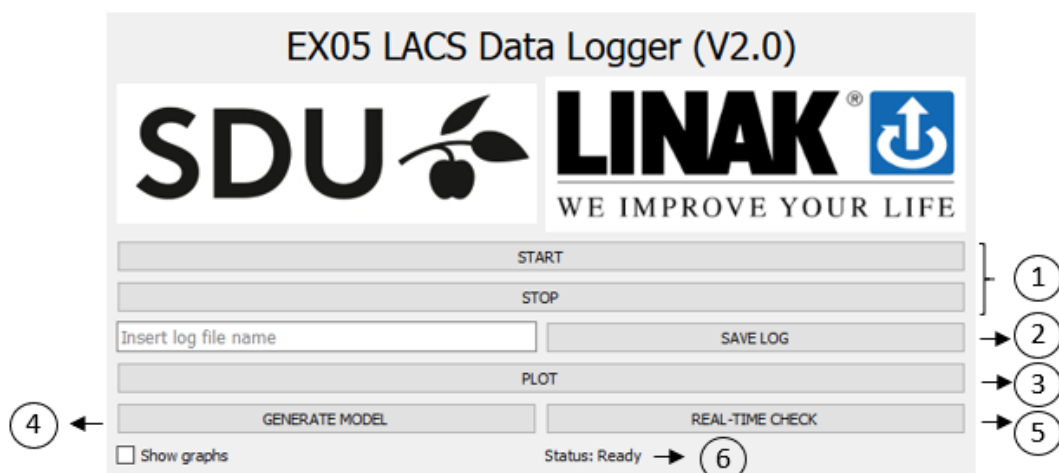 EX05 LACS Data Logger (V2.0)
SDU
LINAK®
WE IMPROVE YOUR LIFE
START
1
STOP
Insert log file name SAVE LOG 2
PLOT 3
4 GENERATE MODEL REAL-TIME CHECK 5
Show graphs Status: Ready 6